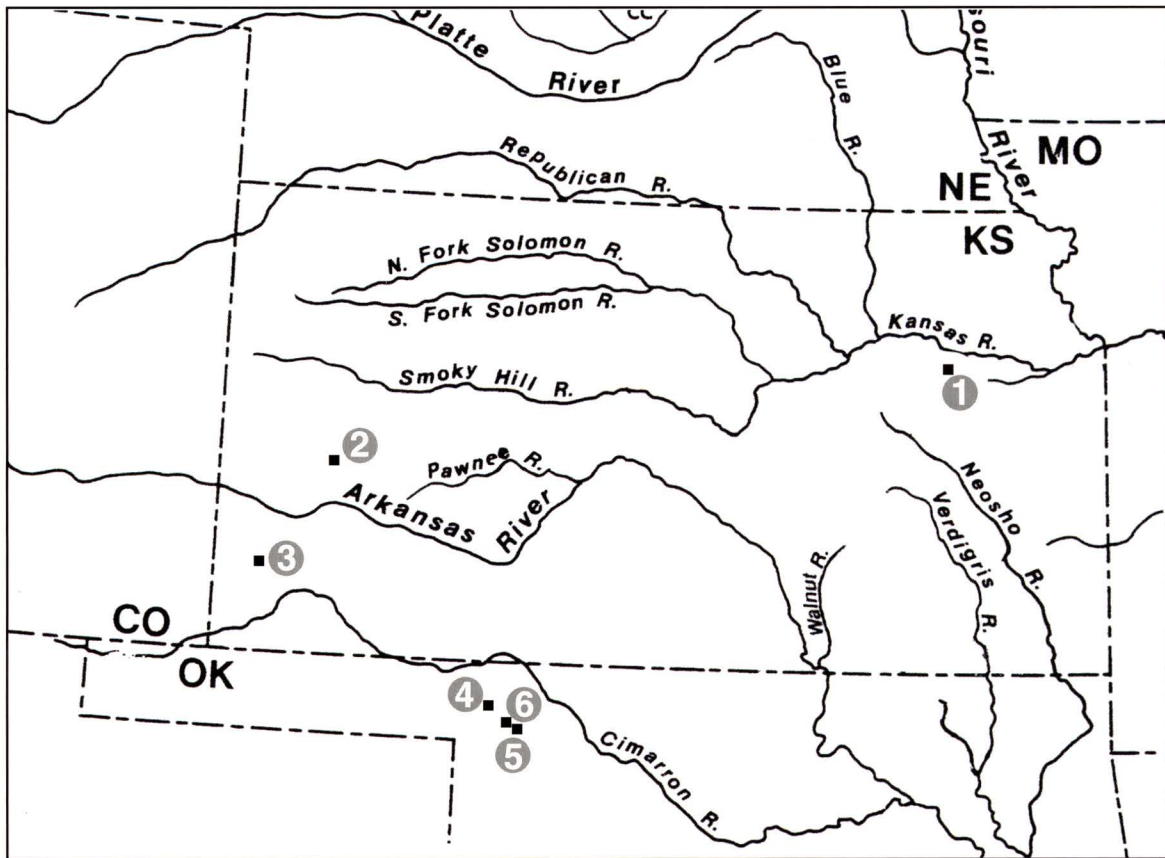 Platte
River
souri
River
Blue R.
MO
NE
KS
Republican R.
N. Fork Solomon R.
S. Fork Solomon R.
Kansas R.
Smoky Hill R.
1
2
Pawnee R.
Arkansas
River
Neosho R.
Verdigris R.
3
Walnut R.
CO
OK
4
6
5
Cimarron R.